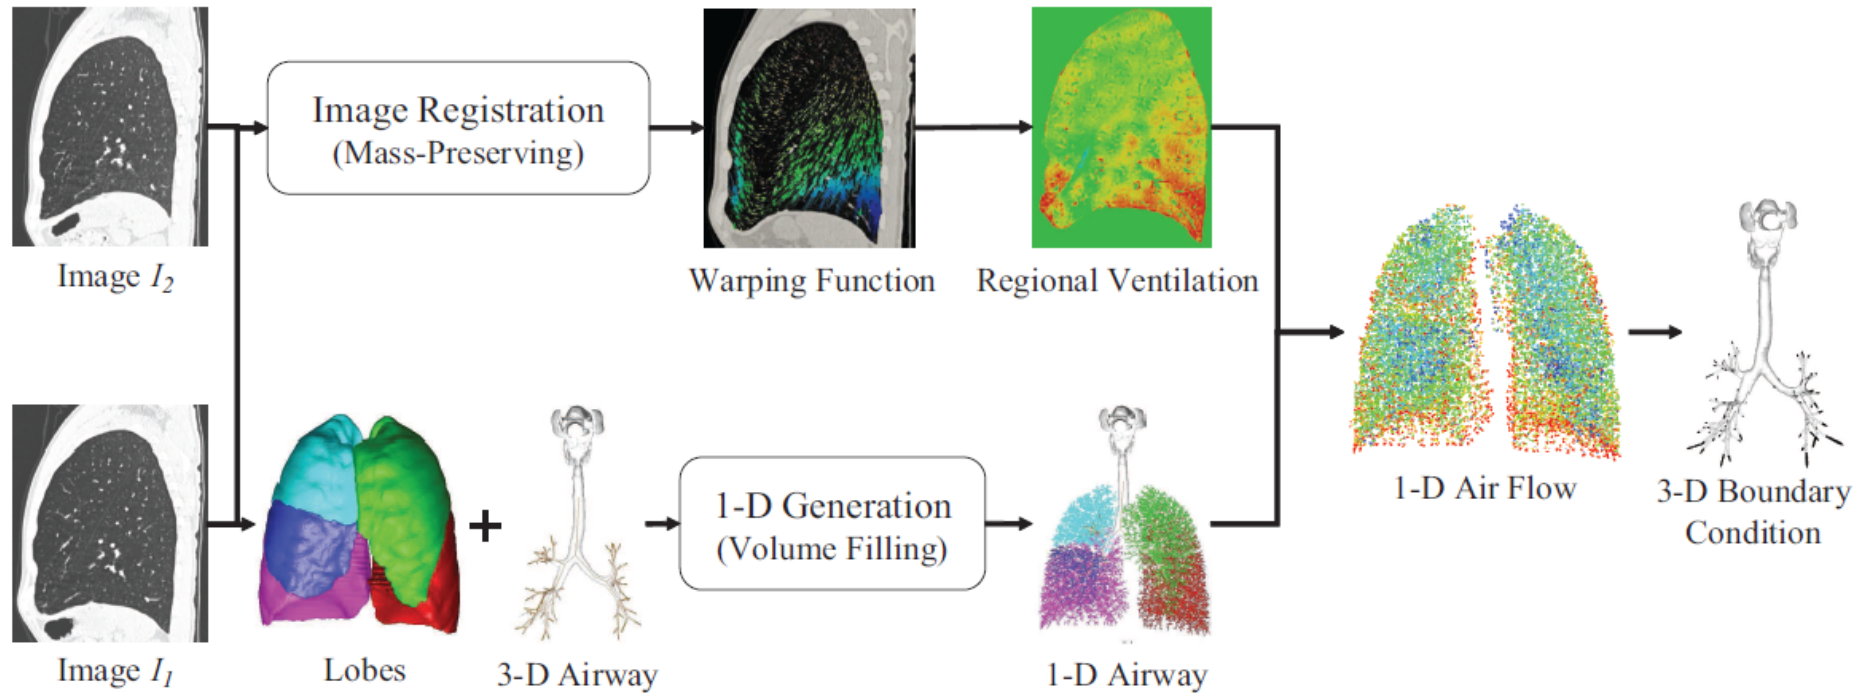 Image Registration
(Mass-Preserving)
Image I2
Warping Function
Regional Ventilation
1-D Generation
(Volume Filling)
1-D Air Flow
3-D Boundary
Condition
Image I1
Lobes
+
3-D Airway
1-D Airway